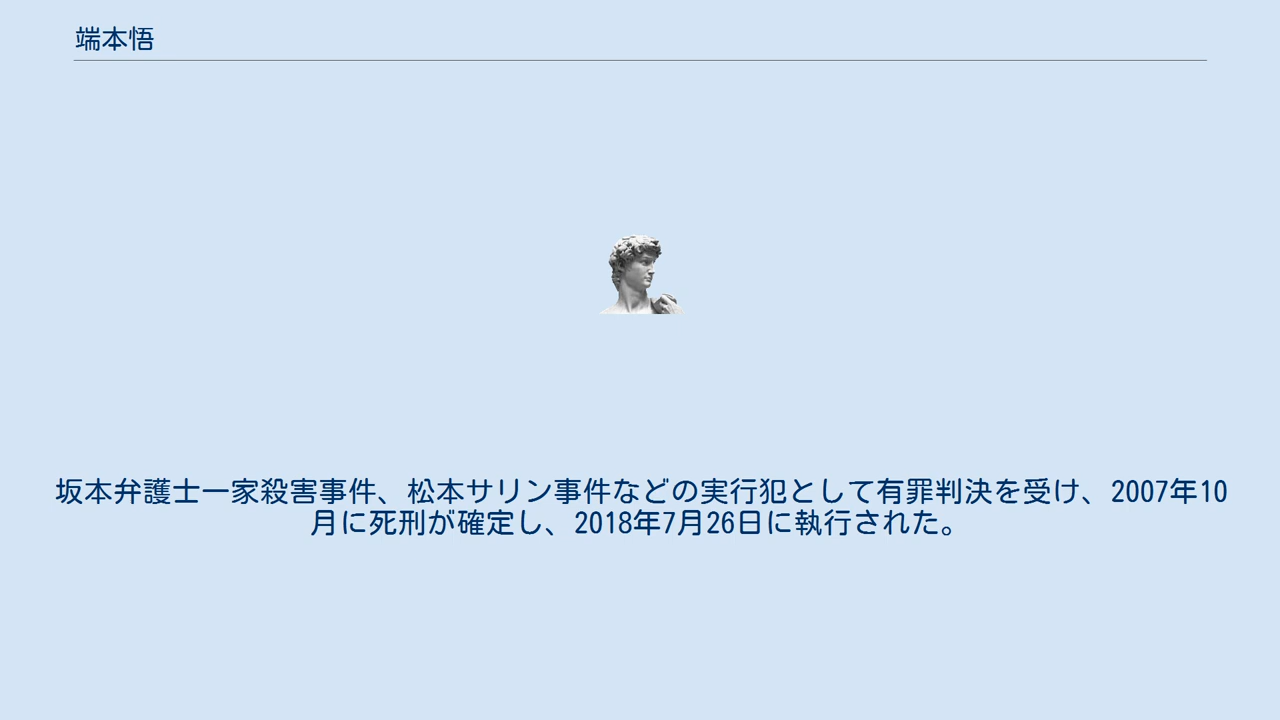 端本悟
坂本弁護士一家殺害事件、松本サリン事件などの実行犯として有罪判決を受け、2007年10
月に死刑が確定し、2018年7月26日に執行された。